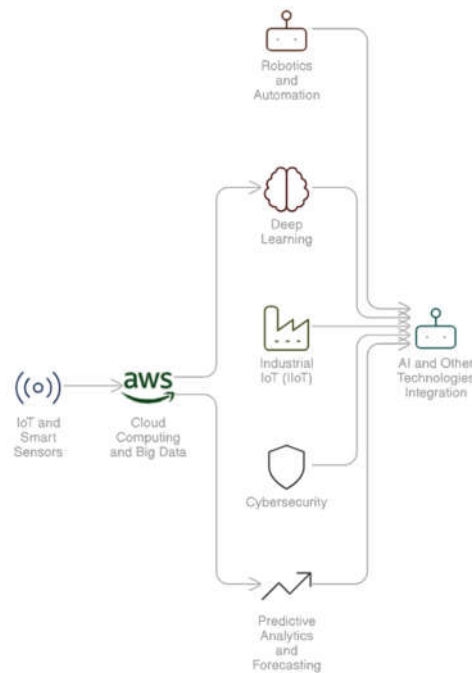 Robotics
and
Automation
Deep
Learning
Industrial
IoT (IIoT)
AI and Other
Technologies
Integration
aws
IoT and
Smart
Sensors
Cloud
Computing
and Big Data
Cybersecurity
Predictive
Analytics
and
Forecasting